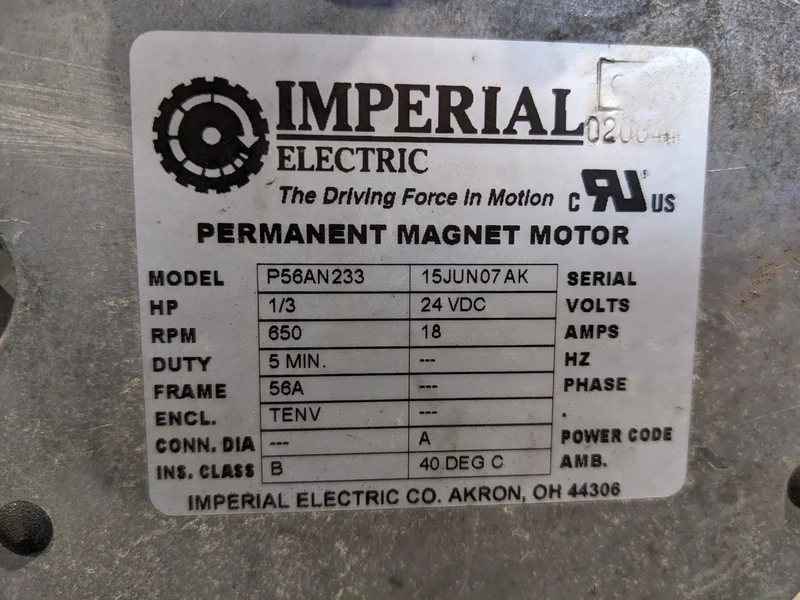 IMPERIAL
ELECTRIC
The Driving Force in Motion
C RU® US
PERMANENT MAGNET MOTOR
MODEL P56AN233 15JUN07AK SERIAL
HP 1/3 24 VDC VOLTS
RPM 650 18 AMPS
DUTY 5 MIN. --- HZ
FRAME 56A --- PHASE
ENCL. TENV --- .
CONN. DIA --- A POWER CODE
INS. CLASS B 40 DEG C AMB.
IMPERIAL ELECTRIC CO. AKRON, OH 44306